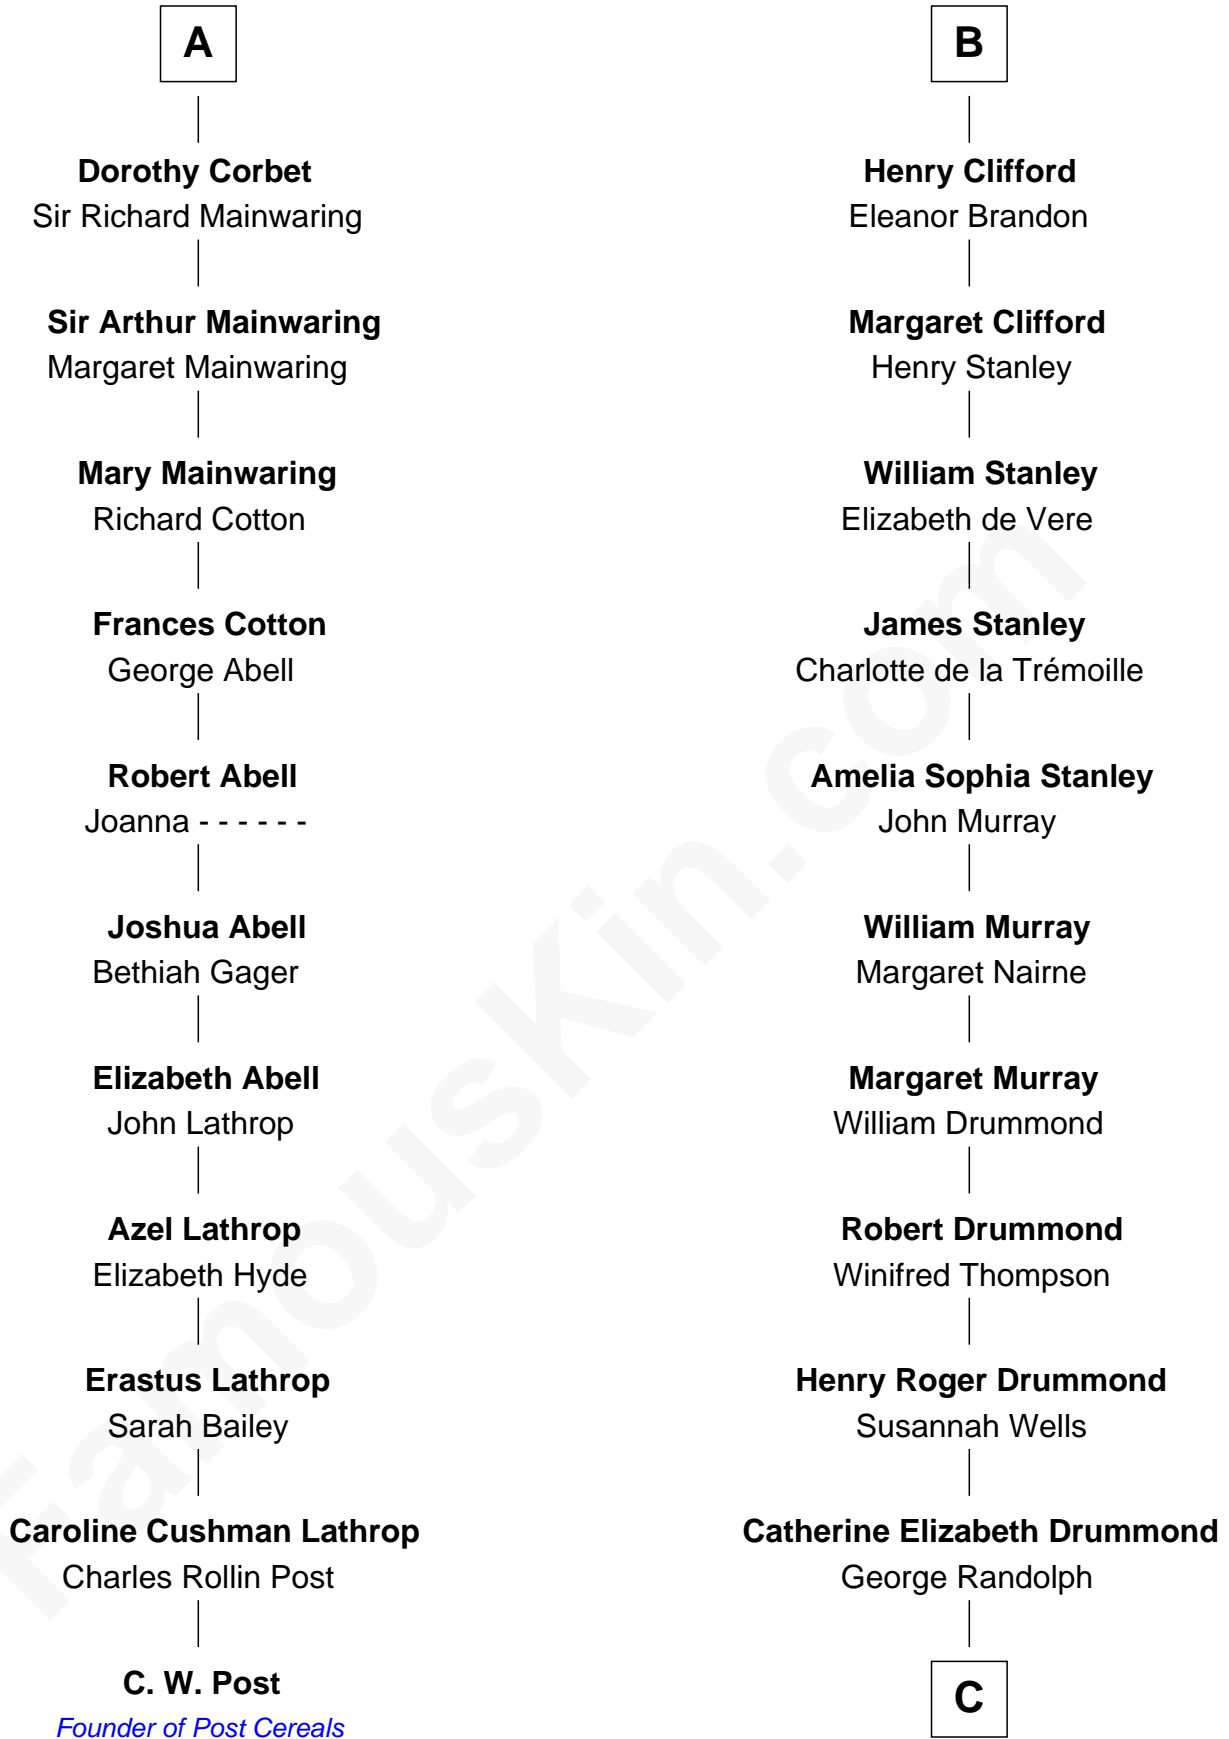 A
Dorothy Corbet
Sir Richard Mainwaring
Sir Arthur Mainwaring
Margaret Mainwaring
Mary Mainwaring
Richard Cotton
Frances Cotton
George Abell
Robert Abell
Joanna - - - - - -
Joshua Abell
Bethiah Gager
Elizabeth Abell
John Lathrop
Azel Lathrop
Elizabeth Hyde
Erastus Lathrop
Sarah Bailey
Caroline Cushman Lathrop
Charles Rollin Post
C. W. Post
Founder of Post Cereals
B
Henry Clifford
Eleanor Brandon
Margaret Clifford
Henry Stanley
William Stanley
Elizabeth de Vere
James Stanley
Charlotte de la Trémoille
Amelia Sophia Stanley
John Murray
William Murray
Margaret Nairne
Margaret Murray
William Drummond
Robert Drummond
Winifred Thompson
Henry Roger Drummond
Susannah Wells
Catherine Elizabeth Drummond
George Randolph
C
FamousKin.com